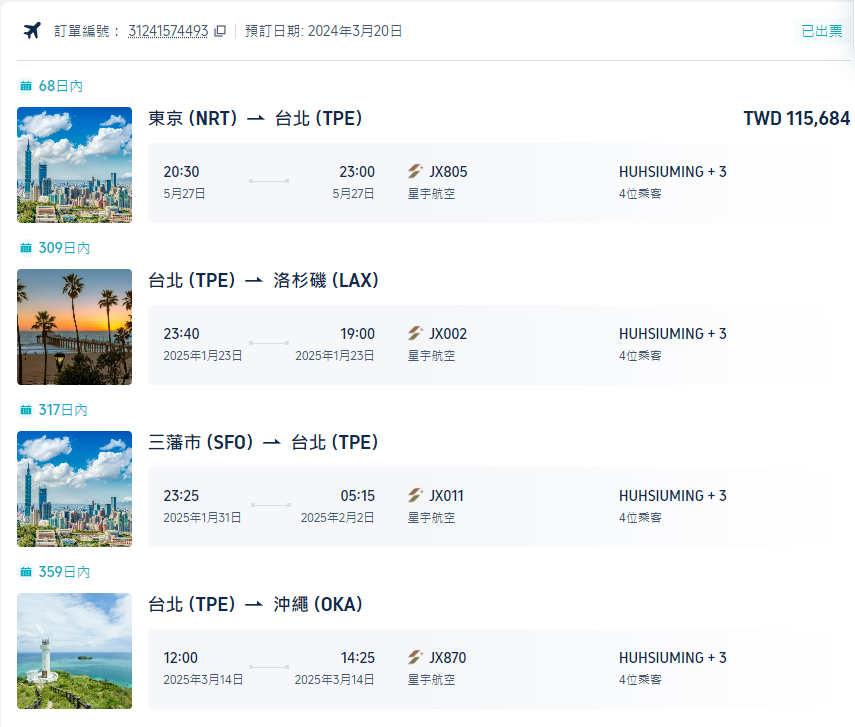 訂單編號： 31241574493 預訂日期: 2024年3月20日 已出票
68日內
東京 (NRT) 台北 (TPE) TWD 115,684
20:30 23:00 JX805 HUHSIUMING + 3
5月27日 5月27日 星宇航空 4位乘客
309日內
台北 (TPE) 洛杉磯 (LAX)
23:40 19:00 JX002 HUHSIUMING + 3
2025年1月23日 2025年1月23日 星宇航空 4位乘客
317日內
三藩市 (SFO) 台北 (TPE)
23:25 05:15 JX011 HUHSIUMING + 3
2025年1月31日 2025年2月2日 星宇航空 4位乘客
359日內
台北 (TPE) 沖繩 (OKA)
12:00 14:25 JX870 HUHSIUMING + 3
2025年3月14日 2025年3月14日 星宇航空 4位乘客